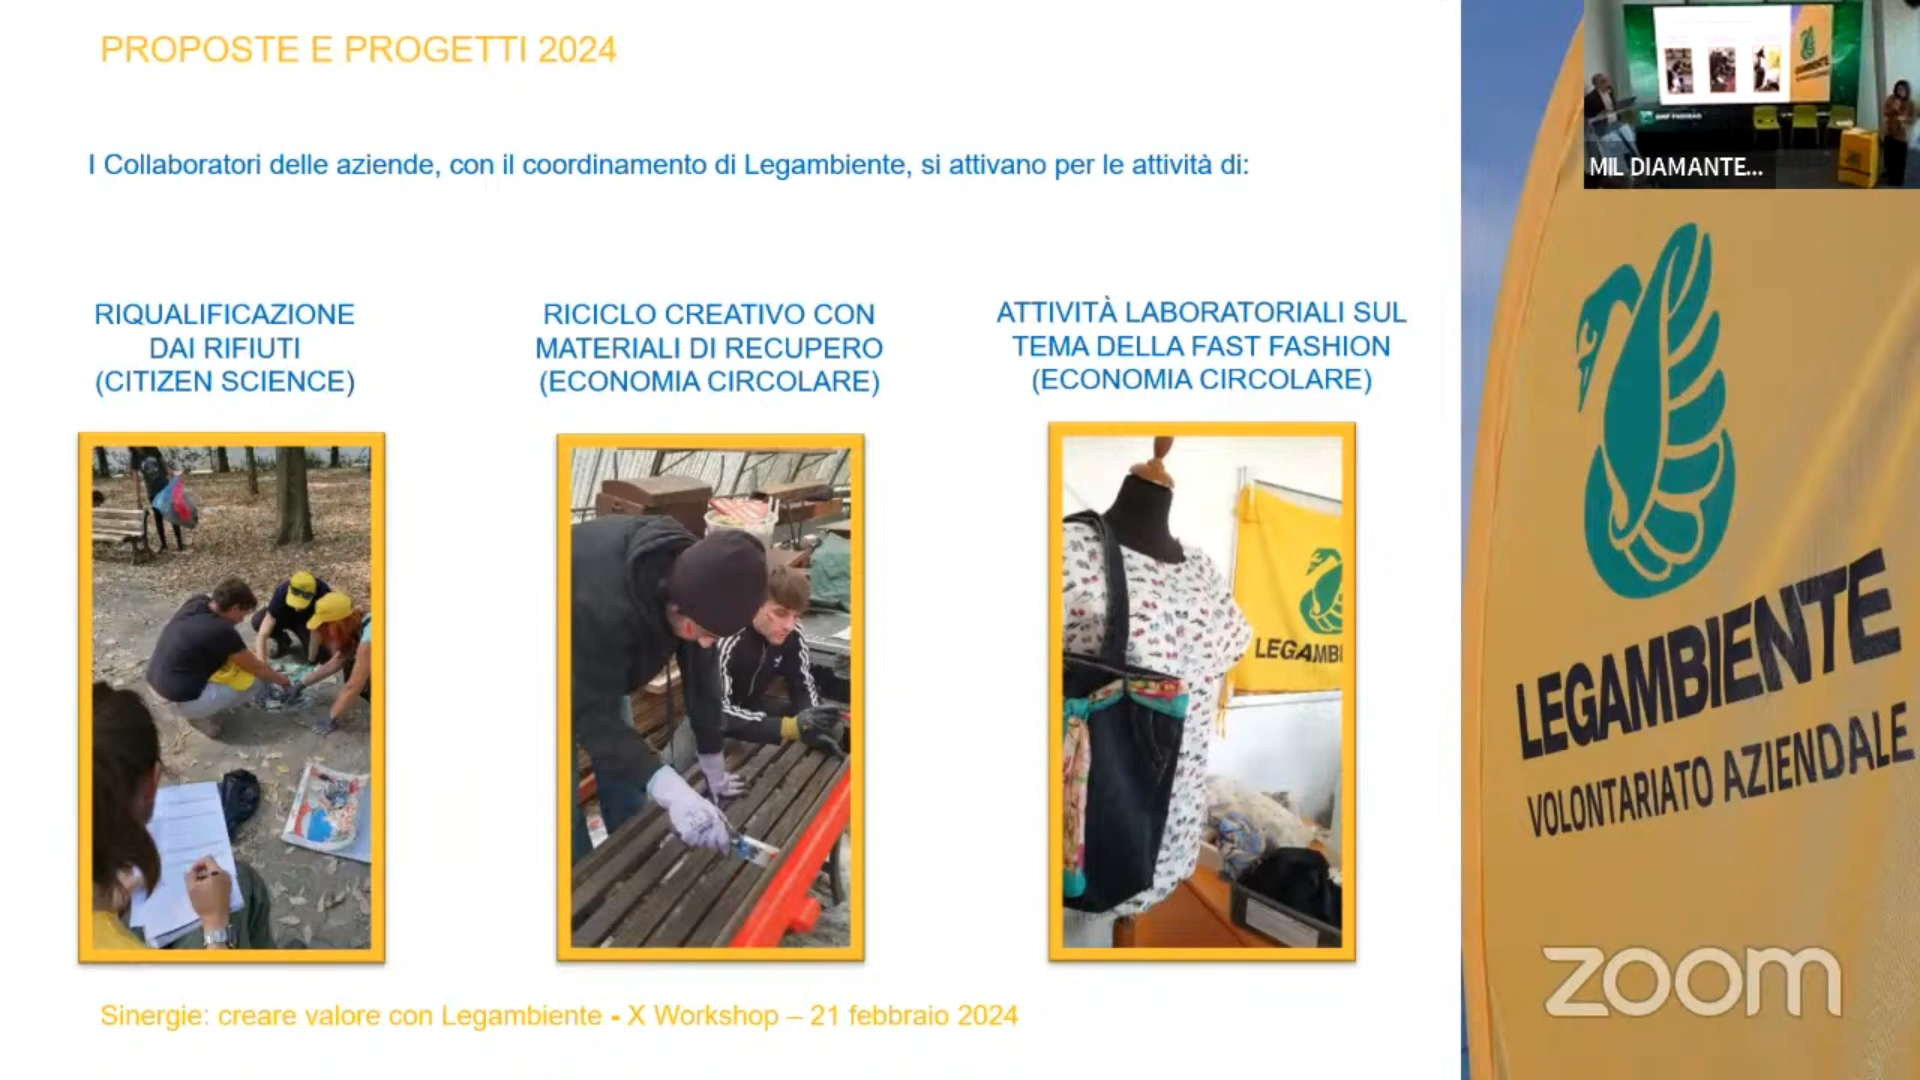 PROPOSTE E PROGETTI 2024
I Collaboratori delle aziende, con il coordinamento di Legambiente, si attivano per le attività di:
RIQUALIFICAZIONE
DAI RIFIUTI
(CITIZEN SCIENCE)
RICICLO CREATIVO CON
MATERIALI DI RECUPERO
(ECONOMIA CIRCOLARE)
ATTIVITÀ LABORATORIALI SUL
TEMA DELLA FAST FASHION
(ECONOMIA CIRCOLARE)
LEGAMBI
Sinergie: creare valore con Legambiente - X Workshop – 21 febbraio 2024
MIL DIAMANTE...
LEGAMBIENTE
VOLONTARIATO AZIENDALE
zoom